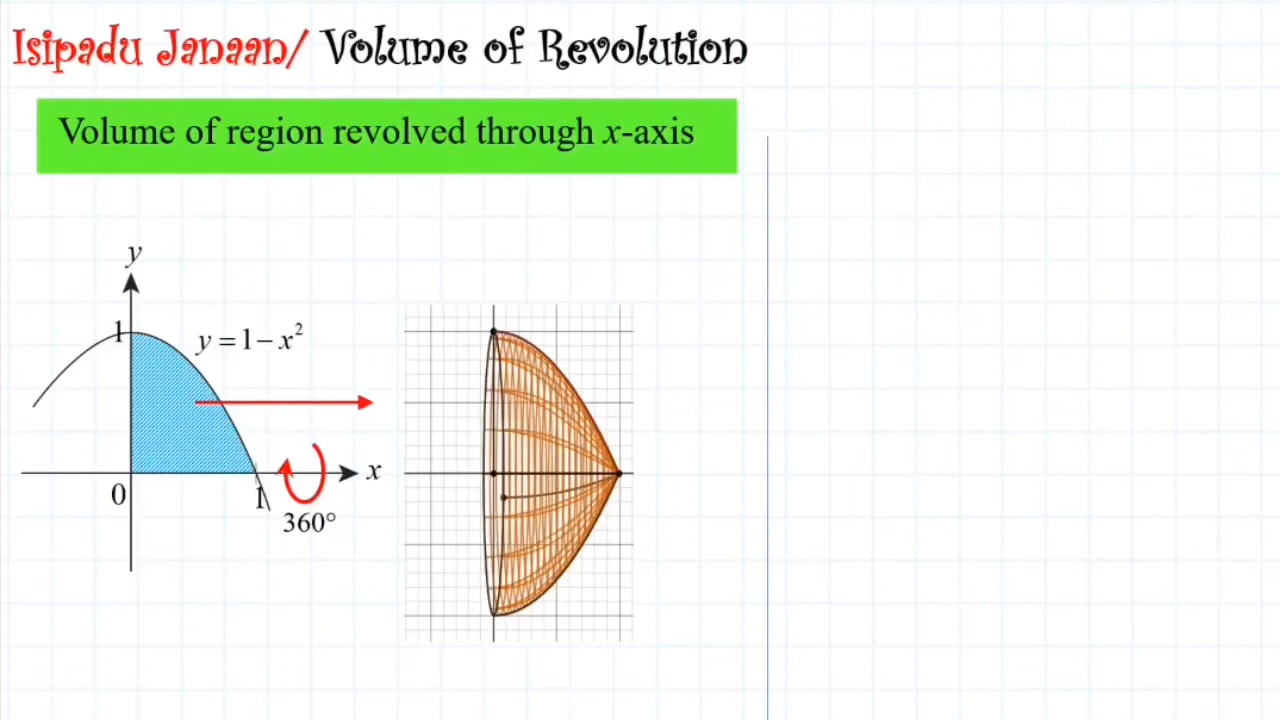 Isipadu Janaan/ Volume of Revolution
Volume of region revolved through x-axis
y
1
y = 1 – x²
x
0
1
360°